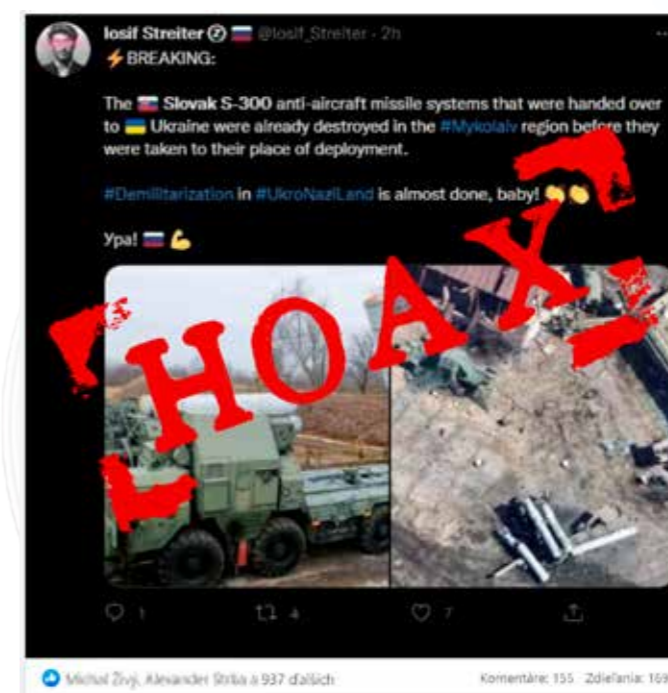 Iosif Streiter Ⓩ 🇷🇺 @Iosif_Streiter · 2h
⚡BREAKING:
The 🇸🇰 Slovak S-300 anti-aircraft missile systems that were handed over
to 🇺🇦 Ukraine were already destroyed in the #Mykolaiv region before they
were taken to their place of deployment.
#Demilitarization in #UkroNaziLand is almost done, baby! 👏👏
Ура! 🇷🇺 💪
HOAX
1 4 7
Michal Živý, Alexander Štrba a 937 ďalších
Komentáre: 155 Zdieľania: 169